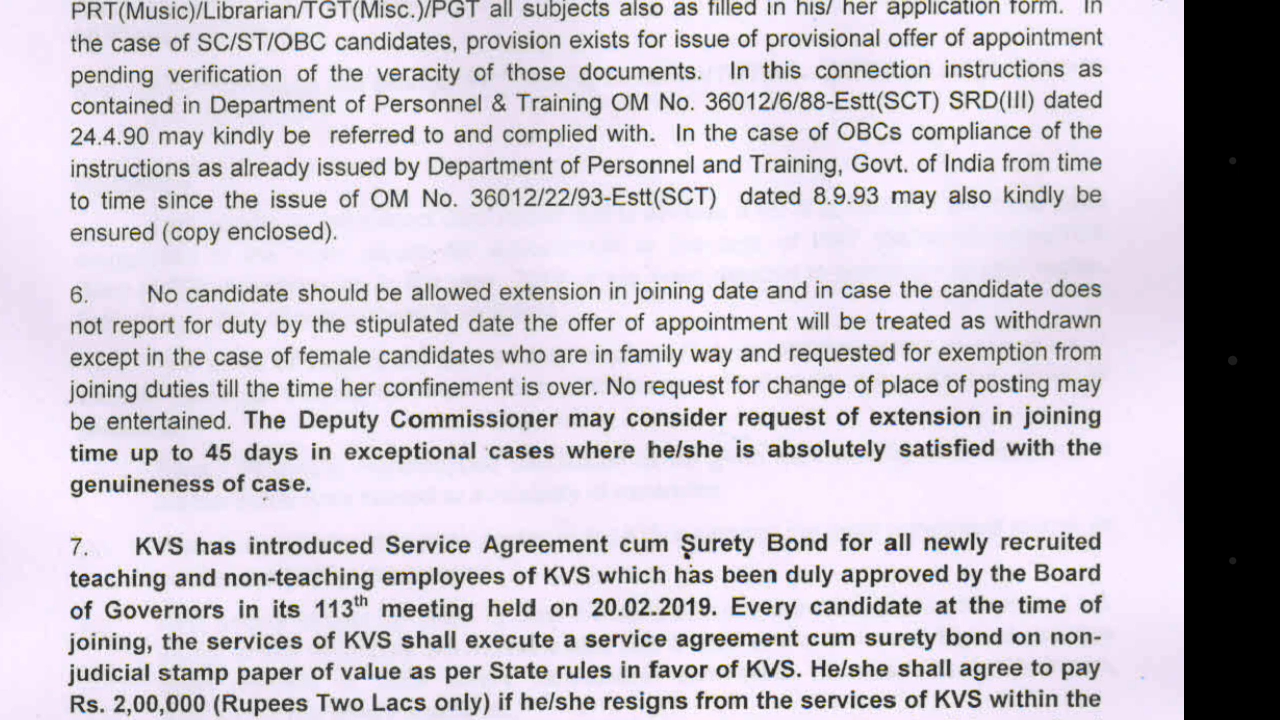 PRT(Music)/Librarian/TGT(Misc.)/PGT all subjects also as filled in his/ her application form. In
the case of SC/ST/OBC candidates, provision exists for issue of provisional offer of appointment
pending verification of the veracity of those documents. In this connection instructions as
contained in Department of Personnel & Training OM No. 36012/6/88-Estt(SCT) SRD(III) dated
24.4.90 may kindly be referred to and complied with. In the case of OBCs compliance of the
instructions as already issued by Department of Personnel and Training, Govt. of India from time
to time since the issue of OM No. 36012/22/93-Estt(SCT) dated 8.9.93 may also kindly be
ensured (copy enclosed).
6. No candidate should be allowed extension in joining date and in case the candidate does
not report for duty by the stipulated date the offer of appointment will be treated as withdrawn
except in the case of female candidates who are in family way and requested for exemption from
joining duties till the time her confinement is over. No request for change of place of posting may
be entertained. The Deputy Commissioner may consider request of extension in joining
time up to 45 days in exceptional cases where he/she is absolutely satisfied with the
genuineness of case.
7. KVS has introduced Service Agreement cum Surety Bond for all newly recruited
teaching and non-teaching employees of KVS which has been duly approved by the Board
of Governors in its 113th meeting held on 20.02.2019. Every candidate at the time of
joining, the services of KVS shall execute a service agreement cum surety bond on non-
judicial stamp paper of value as per State rules in favor of KVS. He/she shall agree to pay
Rs. 2,00,000 (Rupees Two Lacs only) if he/she resigns from the services of KVS within the